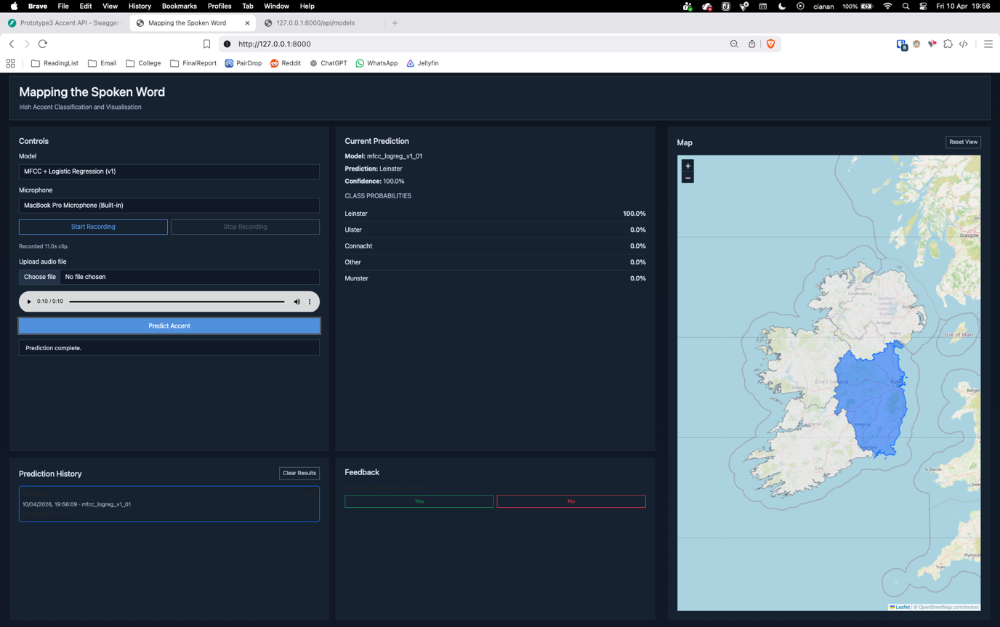 Brave File Edit View History Bookmarks Profiles Tab Window Help cianan 100% Fri 10 Apr 19:56
Prototype3 Accent API - Swagger
Mapping the Spoken Word
127.0.0.1:8000/api/models
http://127.0.0.1:8000
6
ReadingList Email College FinalReport PairDrop Reddit ChatGPT WhatsApp Jellyfin
Mapping the Spoken Word
Irish Accent Classification and Visualisation
Controls
Model
MFCC + Logistic Regression (v1)
Microphone
MacBook Pro Microphone (Built-in)
Start Recording
Stop Recording
Recorded 11.0s clip.
Upload audio file
Choose file No file chosen
0:10 / 0:10
Predict Accent
Prediction complete.
Current Prediction
Model: mfcc_logreg_v1_01
Prediction: Leinster
Confidence: 100.0%
CLASS PROBABILITIES
Leinster 100.0%
Ulster 0.0%
Connacht 0.0%
Other 0.0%
Munster 0.0%
Map
Reset View
+
−
Glasgow
Derry/
Londonderry
Northern
Ireland
Armagh
Newry
Isle of Man
Galway
Limerick
Kilkenny
Cork
St Davids
Plymouth
Truro
Leaflet | © OpenStreetMap contributors
Prediction History
Clear Results
10/04/2026, 19:56:09 · mfcc_logreg_v1_01
Feedback
Yes
No